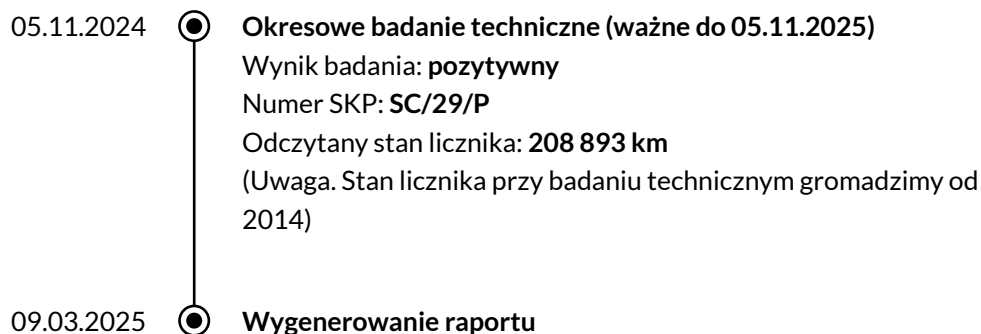 05.11.2024 Okresowe badanie techniczne (ważne do 05.11.2025)
Wynik badania: pozytywny
Numer SKP: SC/29/P
Odczytany stan licznika: 208 893 km
(Uwaga. Stan licznika przy badaniu technicznym gromadzimy od
2014)
09.03.2025 Wygenerowanie raportu